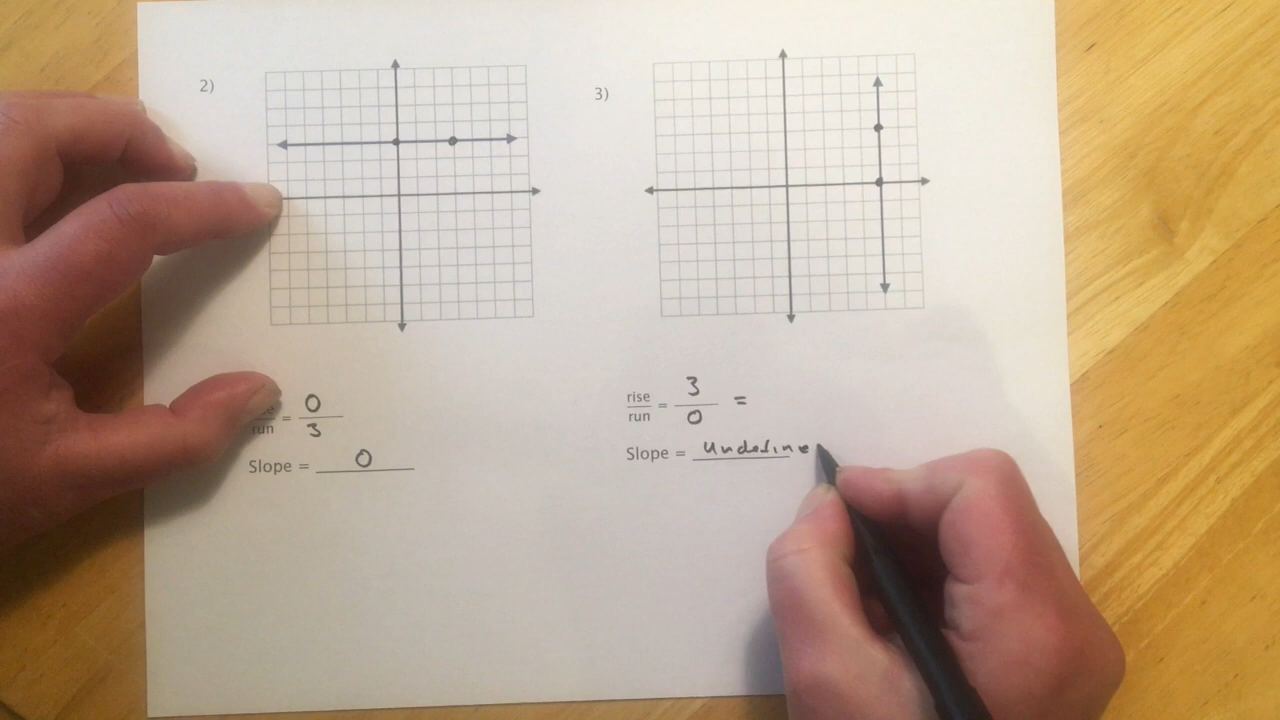 2)
3)
= 0
run 3
Slope = 0
rise = 3 =
run 0
Slope = undefine